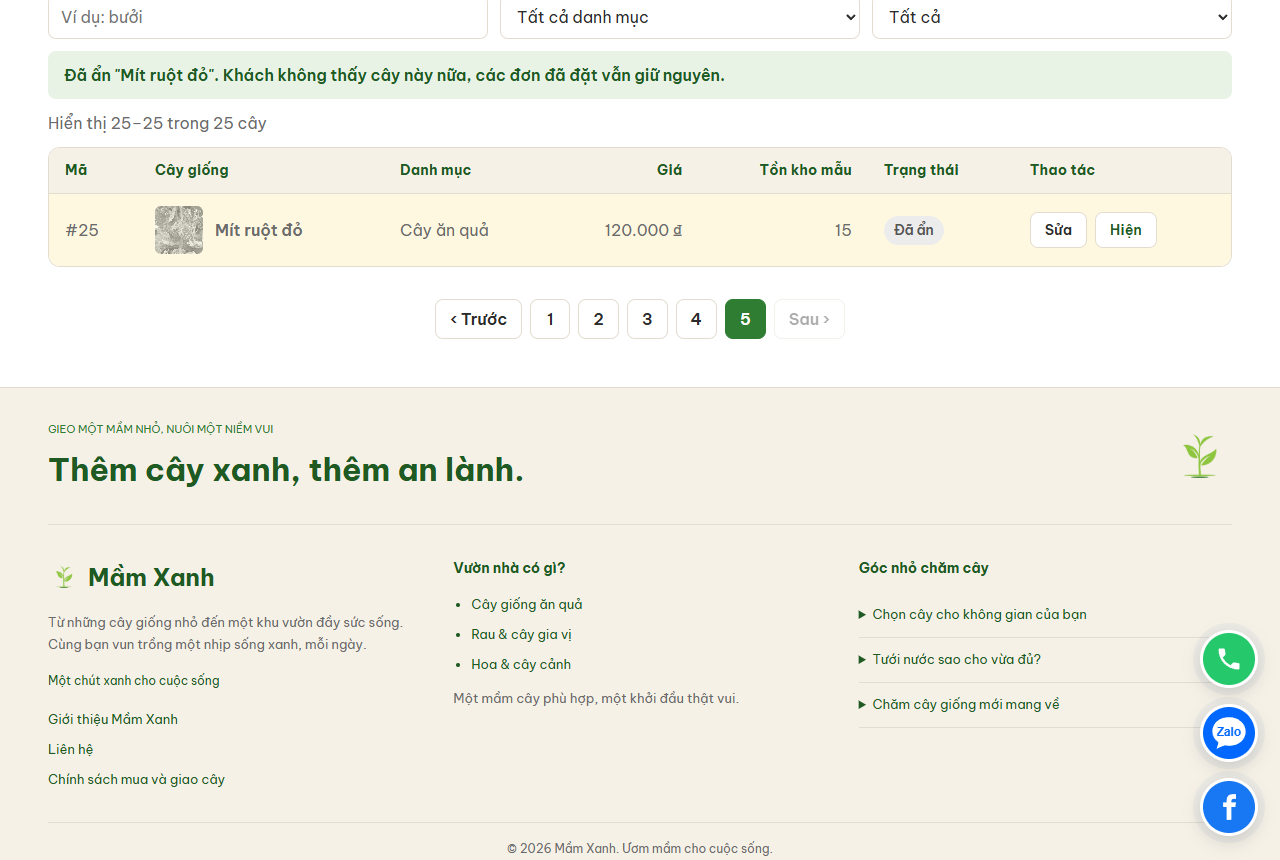 Ví dụ: bưởi
Tất cả danh mục
Tất cả
Đã ẩn "Mít ruột đỏ". Khách không thấy cây này nữa, các đơn đã đặt vẫn giữ nguyên.
Hiển thị 25–25 trong 25 cây
Mã Cây giống Danh mục Giá Tồn kho mẫu Trạng thái Thao tác
#25 Mít ruột đỏ Cây ăn quả 120.000 ₫ 15 Đã ẩn Sửa Hiện
‹ Trước 1 2 3 4 5 Sau ›
GIEO MỘT MẦM NHỎ, NUÔI MỘT NIỀM VUI
Thêm cây xanh, thêm an lành.
Mầm Xanh
Từ những cây giống nhỏ đến một khu vườn đầy sức sống.
Cùng bạn vun trồng một nhịp sống xanh, mỗi ngày.
Một chút xanh cho cuộc sống
Giới thiệu Mầm Xanh
Liên hệ
Chính sách mua và giao cây
Vườn nhà có gì?
• Cây giống ăn quả
• Rau & cây gia vị
• Hoa & cây cảnh
Một mầm cây phù hợp, một khởi đầu thật vui.
Góc nhỏ chăm cây
Chọn cây cho không gian của bạn
Tưới nước sao cho vừa đủ?
Chăm cây giống mới mang về
Zalo
© 2026 Mầm Xanh. Ươm mầm cho cuộc sống.